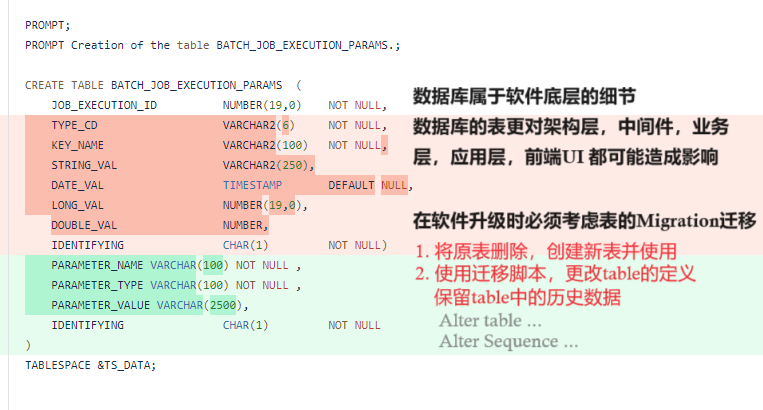 PROMPT;
PROMPT Creation of the table BATCH_JOB_EXECUTION_PARAMS.;
CREATE TABLE BATCH_JOB_EXECUTION_PARAMS (
JOB_EXECUTION_ID NUMBER(19,0) NOT NULL,
TYPE_CD VARCHAR2(6) NOT NULL,
KEY_NAME VARCHAR2(100) NOT NULL,
STRING_VAL VARCHAR2(250),
DATE_VAL TIMESTAMP DEFAULT NULL,
LONG_VAL NUMBER(19,0),
DOUBLE_VAL NUMBER,
IDENTIFYING CHAR(1) NOT NULL)
PARAMETER_NAME VARCHAR(100) NOT NULL ,
PARAMETER_TYPE VARCHAR(100) NOT NULL ,
PARAMETER_VALUE VARCHAR(2500),
IDENTIFYING CHAR(1) NOT NULL
)
TABLESPACE &TS_DATA;
数据库属于软件底层的细节
数据库的表更对架构层，中间件，业务
层，应用层，前端UI 都可能造成影响
在软件升级时必须考虑表的Migration迁移
1. 将原表删除，创建新表并使用
2. 使用迁移脚本，更改table的定义
保留table中的历史数据
Alter table ...
Alter Sequence ...